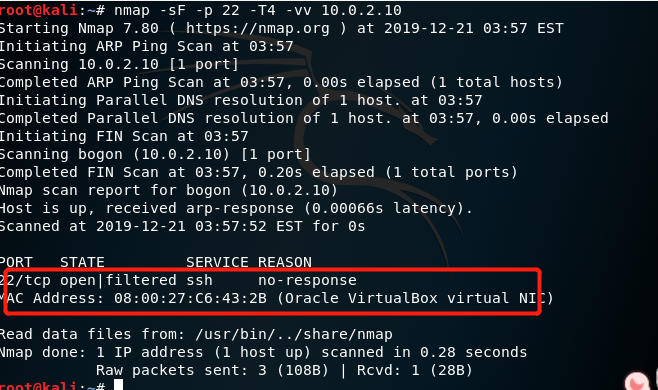 root@kali:~# nmap -sF -p 22 -T4 -vv 10.0.2.10
Starting Nmap 7.80 ( https://nmap.org ) at 2019-12-21 03:57 EST
Initiating ARP Ping Scan at 03:57
Scanning 10.0.2.10 [1 port]
Completed ARP Ping Scan at 03:57, 0.00s elapsed (1 total hosts)
Initiating Parallel DNS resolution of 1 host. at 03:57
Completed Parallel DNS resolution of 1 host. at 03:57, 0.00s elapsed
Initiating FIN Scan at 03:57
Scanning bogon (10.0.2.10) [1 port]
Completed FIN Scan at 03:57, 0.20s elapsed (1 total ports)
Nmap scan report for bogon (10.0.2.10)
Host is up, received arp-response (0.00066s latency).
Scanned at 2019-12-21 03:57:52 EST for 0s
PORT   STATE         SERVICE REASON
22/tcp open|filtered ssh     no-response
MAC Address: 08:00:27:C6:43:2B (Oracle VirtualBox virtual NIC)
Read data files from: /usr/bin/../share/nmap
Nmap done: 1 IP address (1 host up) scanned in 0.28 seconds
           Raw packets sent: 3 (108B) | Rcvd: 1 (28B)
root@kali:~#